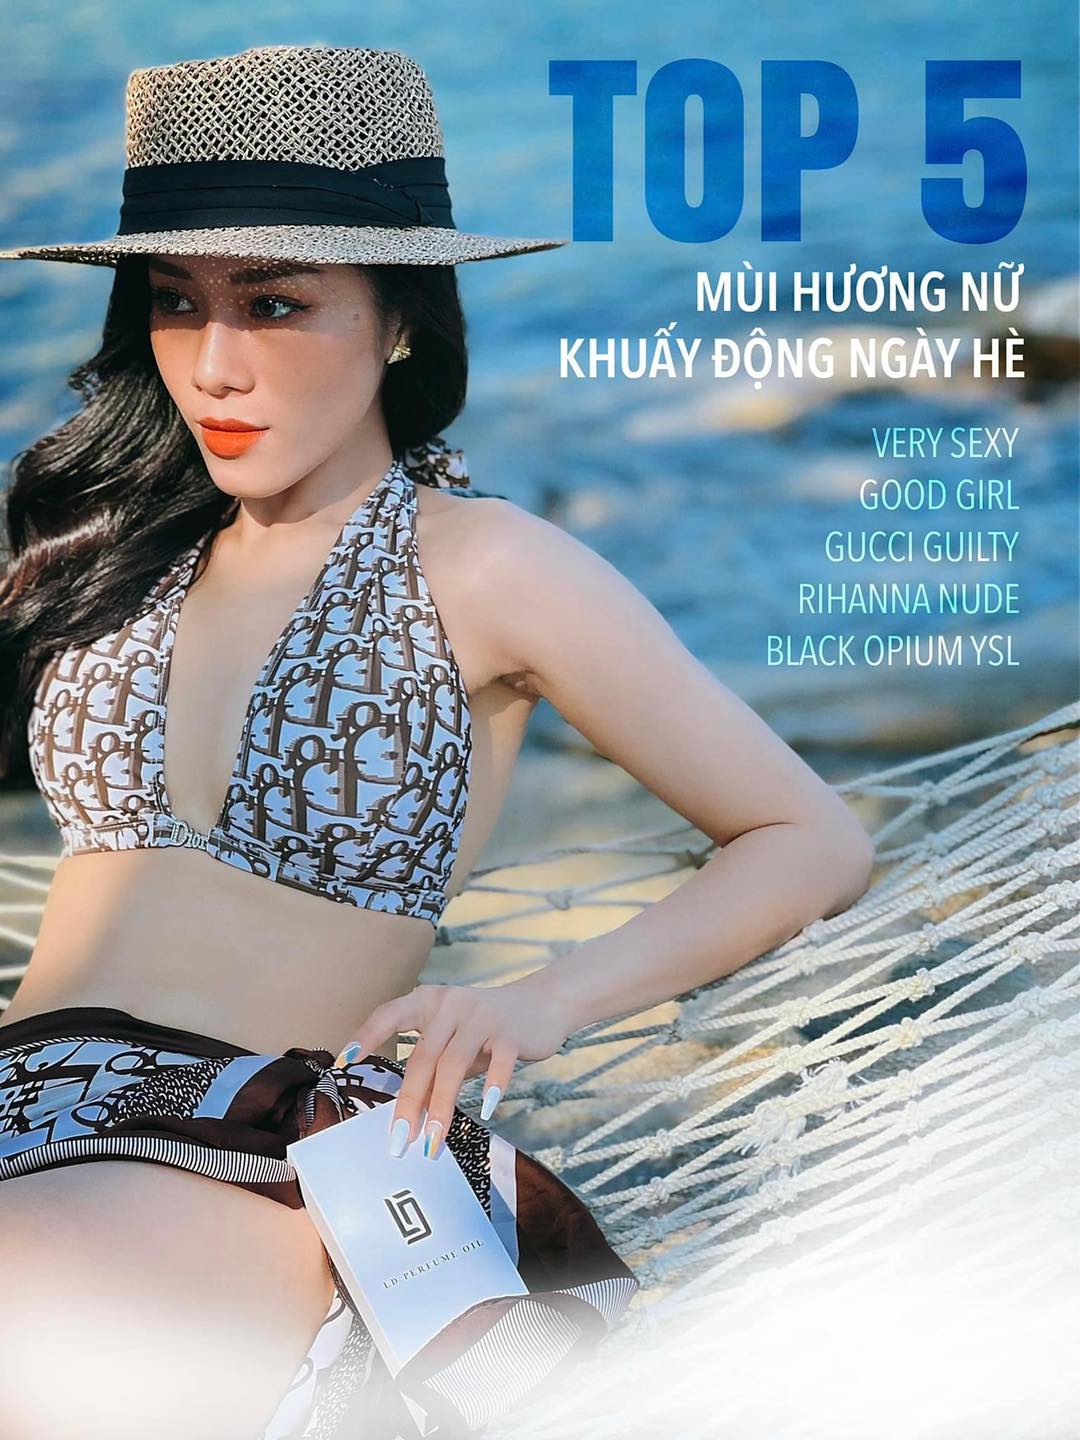 TOP 5
MÙI HƯƠNG NỮ
KHUẤY ĐỘNG NGÀY HÈ
VERY SEXY
GOOD GIRL
GUCCI GUILTY
RIHANNA NUDE
BLACK OPIUM YSL
Dior
LD PERFUME OIL